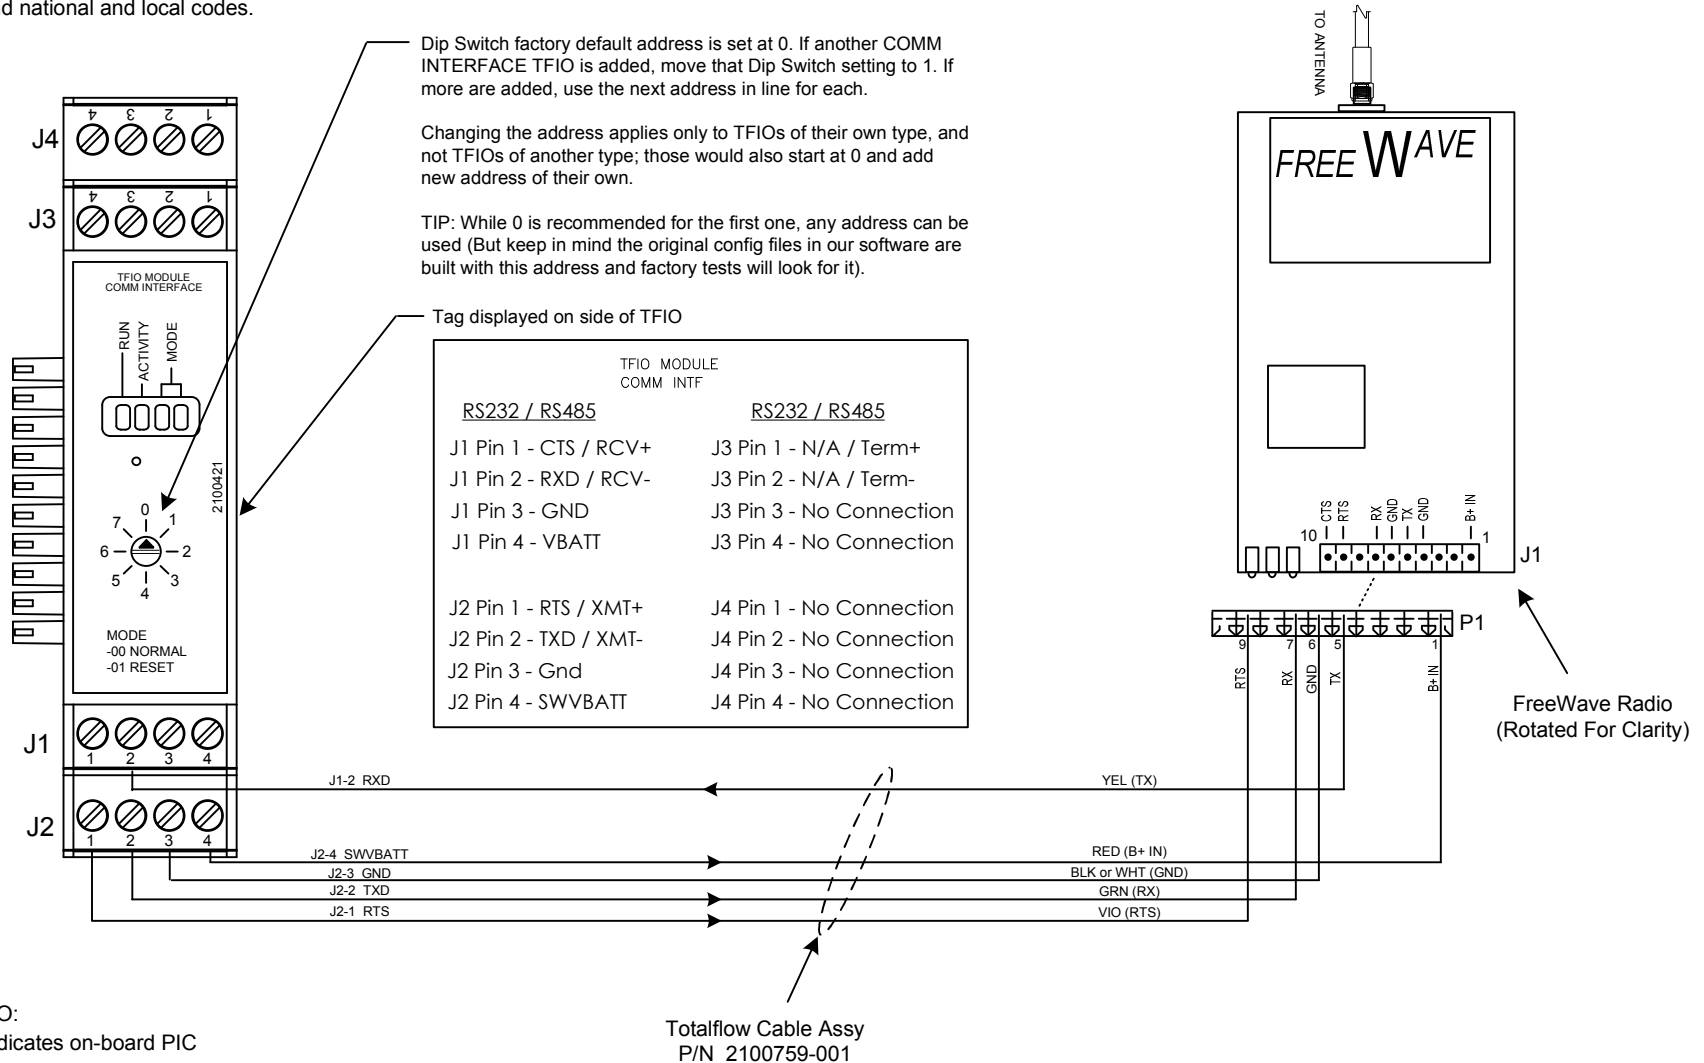 nd national and local codes.
Dip Switch factory default address is set at 0. If another COMM
INTERFACE TFIO is added, move that Dip Switch setting to 1. If
more are added, use the next address in line for each.
Changing the address applies only to TFIOs of their own type, and
not TFIOs of another type; those would also start at 0 and add
new address of their own.
TIP: While 0 is recommended for the first one, any address can be
used (But keep in mind the original config files in our software are
built with this address and factory tests will look for it).
Tag displayed on side of TFIO
J4
4 3 2 1
J3
4 3 2 1
TFIO MODULE
COMM INTERFACE
RUN
ACTIVITY
MODE
2100421
0
1
2
3
4
5
6
7
MODE
-00 NORMAL
-01 RESET
J1
1 2 3 4
J2
1 2 3 4
TFIO MODULE
COMM INTF
RS232 / RS485 RS232 / RS485
J1 Pin 1 - CTS / RCV+ J3 Pin 1 - N/A / Term+
J1 Pin 2 - RXD / RCV- J3 Pin 2 - N/A / Term-
J1 Pin 3 - GND J3 Pin 3 - No Connection
J1 Pin 4 - VBATT J3 Pin 4 - No Connection
J2 Pin 1 - RTS / XMT+ J4 Pin 1 - No Connection
J2 Pin 2 - TXD / XMT- J4 Pin 2 - No Connection
J2 Pin 3 - Gnd J4 Pin 3 - No Connection
J2 Pin 4 - SWVBATT J4 Pin 4 - No Connection
TO ANTENNA
FREE WAVE
CTS
RTS
RX
GND
TX
GND
B+ IN
10 1
J1
P1
9 7 6 5 1
RTS
RX
GND
TX
B+ IN
FreeWave Radio
(Rotated For Clarity)
J1-2 RXD YEL (TX)
J2-4 SWVBATT RED (B+ IN)
J2-3 GND BLK or WHT (GND)
J2-2 TXD GRN (RX)
J2-1 RTS VIO (RTS)
Totalflow Cable Assy
P/N 2100759-001
O:
dicates on-board PIC